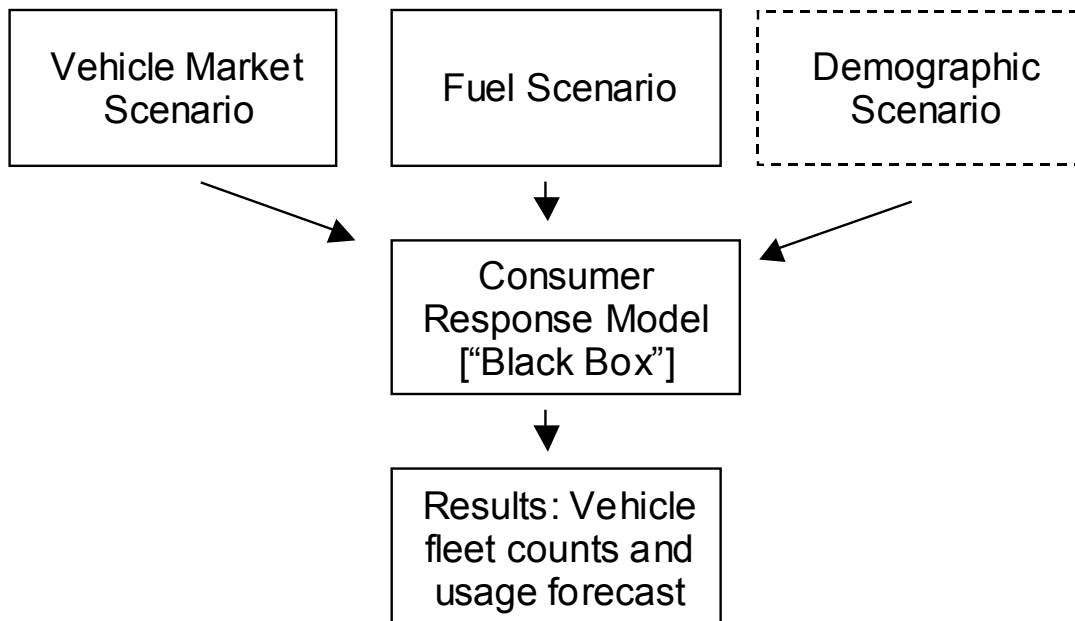 Vehicle Market
Scenario
Fuel Scenario
Demographic
Scenario
Consumer
Response Model
[“Black Box”]
Results: Vehicle
fleet counts and
usage forecast